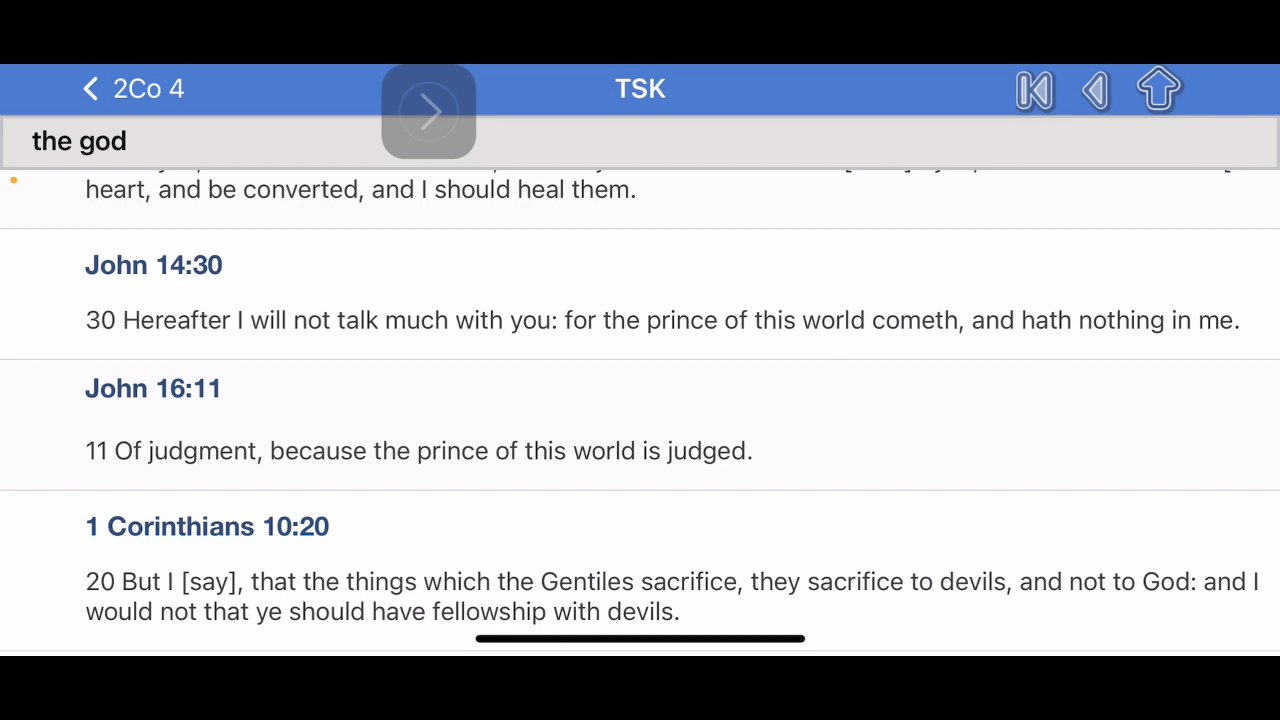 2Co 4
TSK
the god
heart, and be converted, and I should heal them.
John 14:30
30 Hereafter I will not talk much with you: for the prince of this world cometh, and hath nothing in me.
John 16:11
11 Of judgment, because the prince of this world is judged.
1 Corinthians 10:20
20 But I [say], that the things which the Gentiles sacrifice, they sacrifice to devils, and not to God: and I
would not that ye should have fellowship with devils.